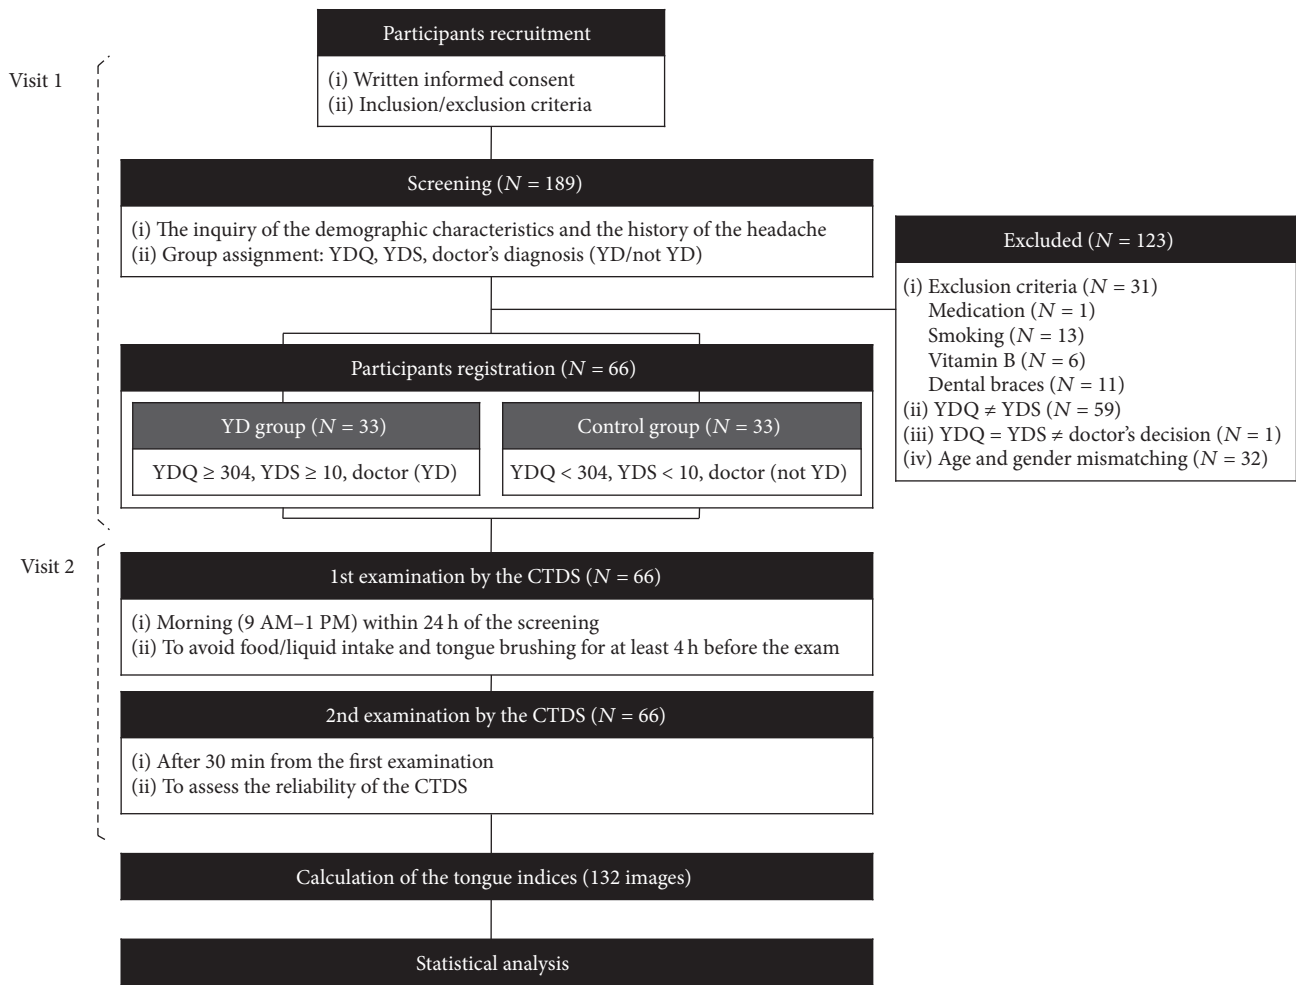 Participants recruitment
Visit 1
(i) Written informed consent
(ii) Inclusion/exclusion criteria
Screening (N = 189)
(i) The inquiry of the demographic characteristics and the history of the headache
(ii) Group assignment: YDQ, YDS, doctor's diagnosis (YD/not YD)
Excluded (N = 123)
(i) Exclusion criteria (N = 31)
Medication (N = 1)
Smoking (N = 13)
Vitamin B (N = 6)
Dental braces (N = 11)
(ii) YDQ ≠ YDS (N = 59)
(iii) YDQ = YDS ≠ doctor's decision (N = 1)
(iv) Age and gender mismatching (N = 32)
Participants registration (N = 66)
YD group (N = 33)
YDQ ≥ 304, YDS ≥ 10, doctor (YD)
Control group (N = 33)
YDQ < 304, YDS < 10, doctor (not YD)
Visit 2
1st examination by the CTDS (N = 66)
(i) Morning (9 AM–1 PM) within 24 h of the screening
(ii) To avoid food/liquid intake and tongue brushing for at least 4 h before the exam
2nd examination by the CTDS (N = 66)
(i) After 30 min from the first examination
(ii) To assess the reliability of the CTDS
Calculation of the tongue indices (132 images)
Statistical analysis